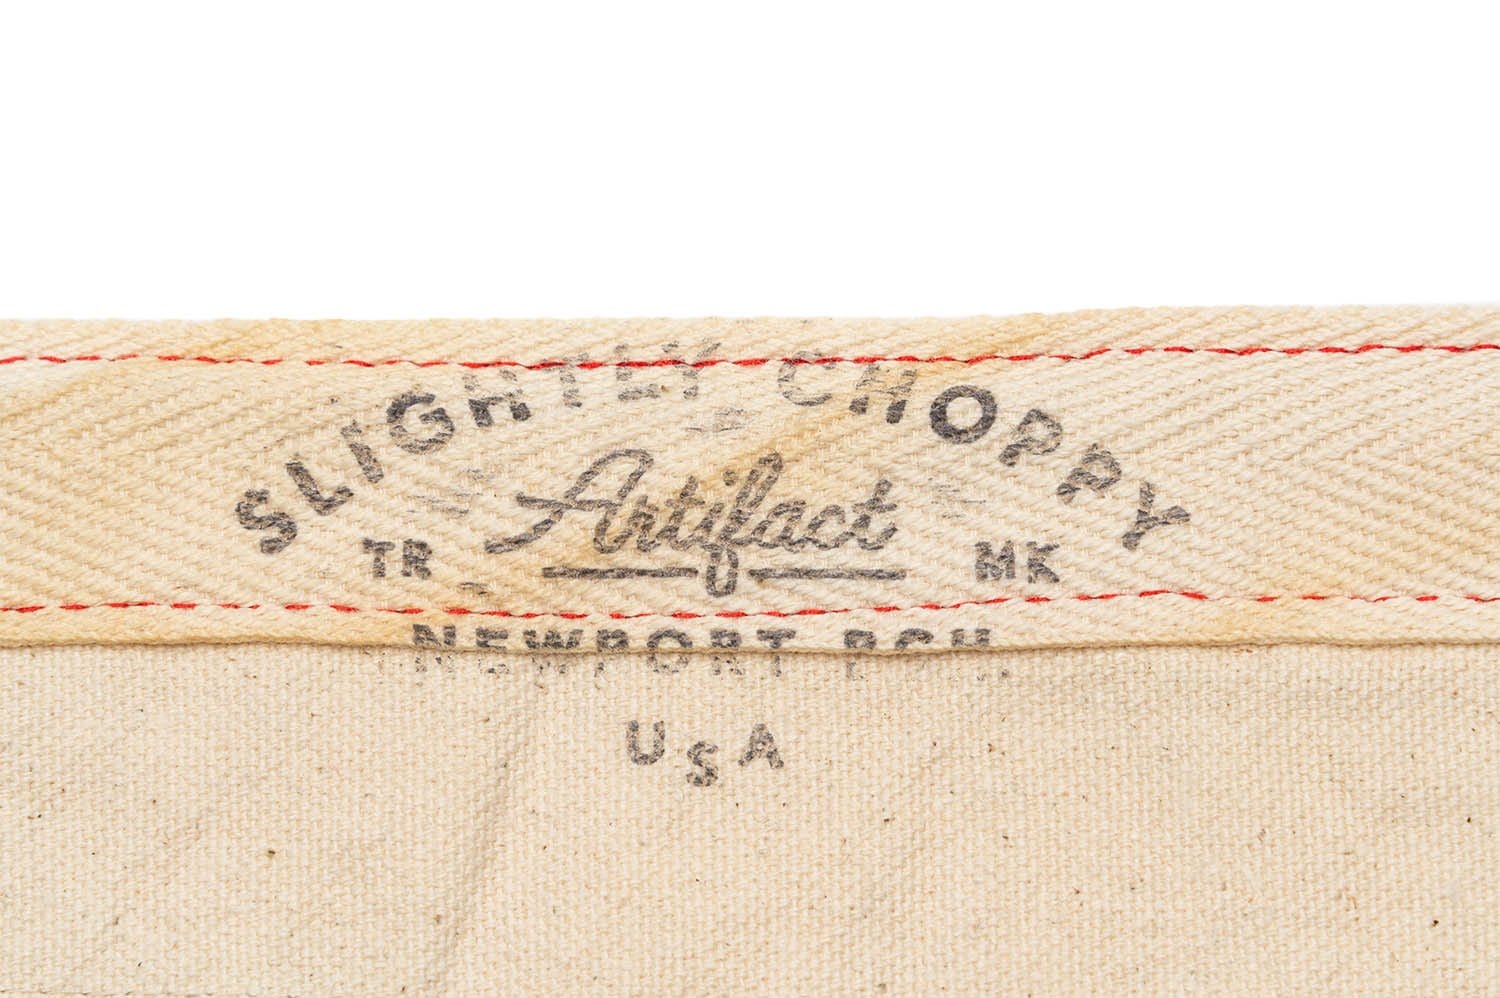 SLIGHTLY CHOPPY
Artifact
TR MK
NEWPORT BCH.
USA